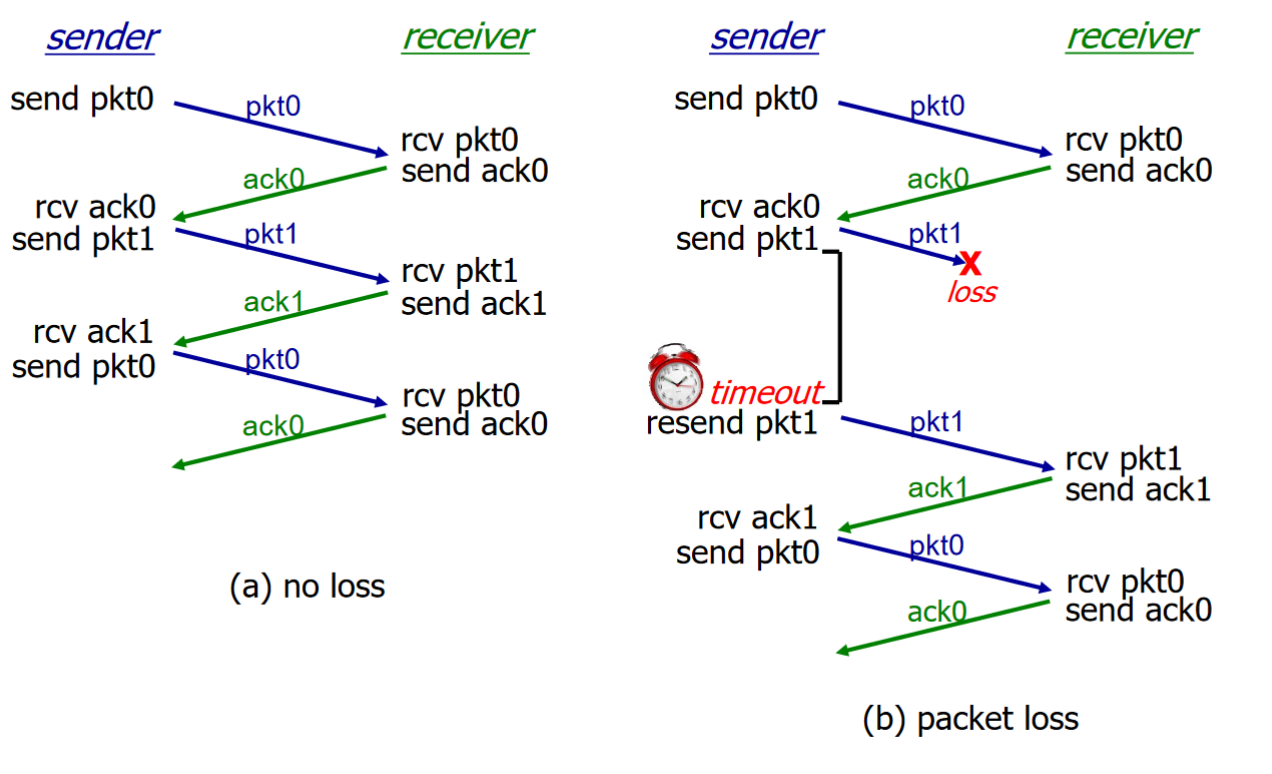 sender
receiver
send pkt0
pkt0
rcv pkt0
send ack0
ack0
rcv ack0
send pkt1
pkt1
rcv pkt1
send ack1
ack1
rcv ack1
send pkt0
pkt0
rcv pkt0
send ack0
ack0
(a) no loss
sender
receiver
send pkt0
pkt0
rcv pkt0
send ack0
ack0
rcv ack0
send pkt1
pkt1
X
loss
timeout
resend pkt1
pkt1
rcv pkt1
send ack1
ack1
rcv ack1
send pkt0
pkt0
rcv pkt0
send ack0
ack0
(b) packet loss